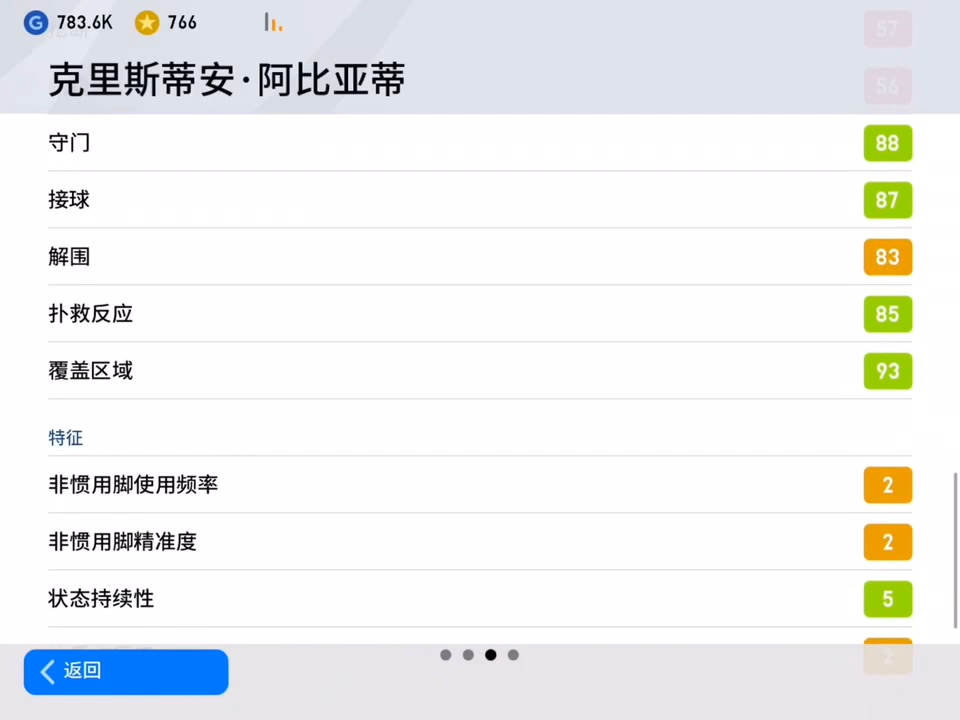 783.6K 766
57
克里斯蒂安·阿比亚蒂
56
守门 88
接球 87
解围 83
扑救反应 85
覆盖区域 93
特征
非惯用脚使用频率 2
非惯用脚精准度 2
状态持续性 5
2
返回